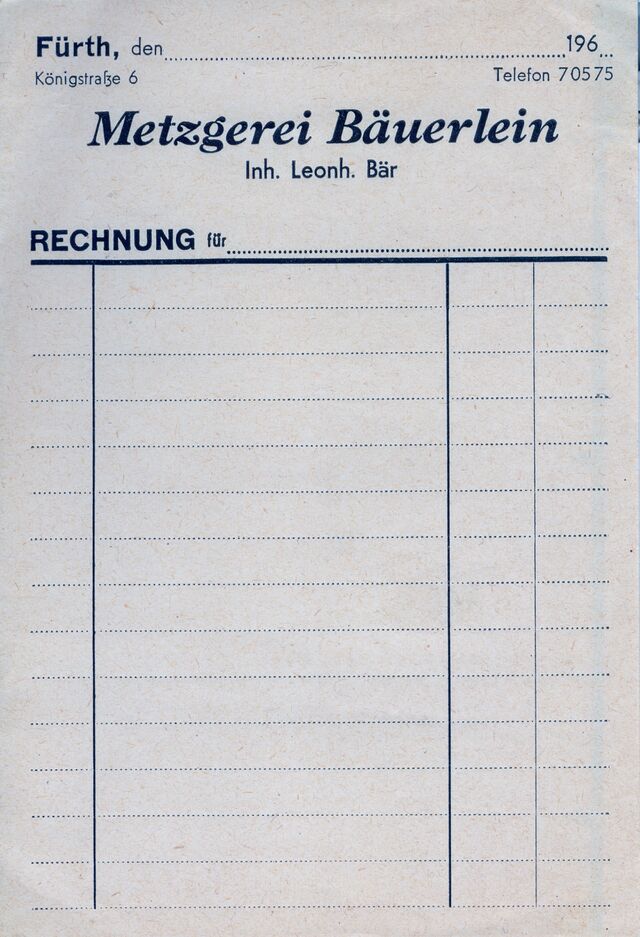 Fürth, den 196
Königstraße 6 Telefon 70575
Metzgerei Bäuerlein
Inh. Leonh. Bär
RECHNUNG für